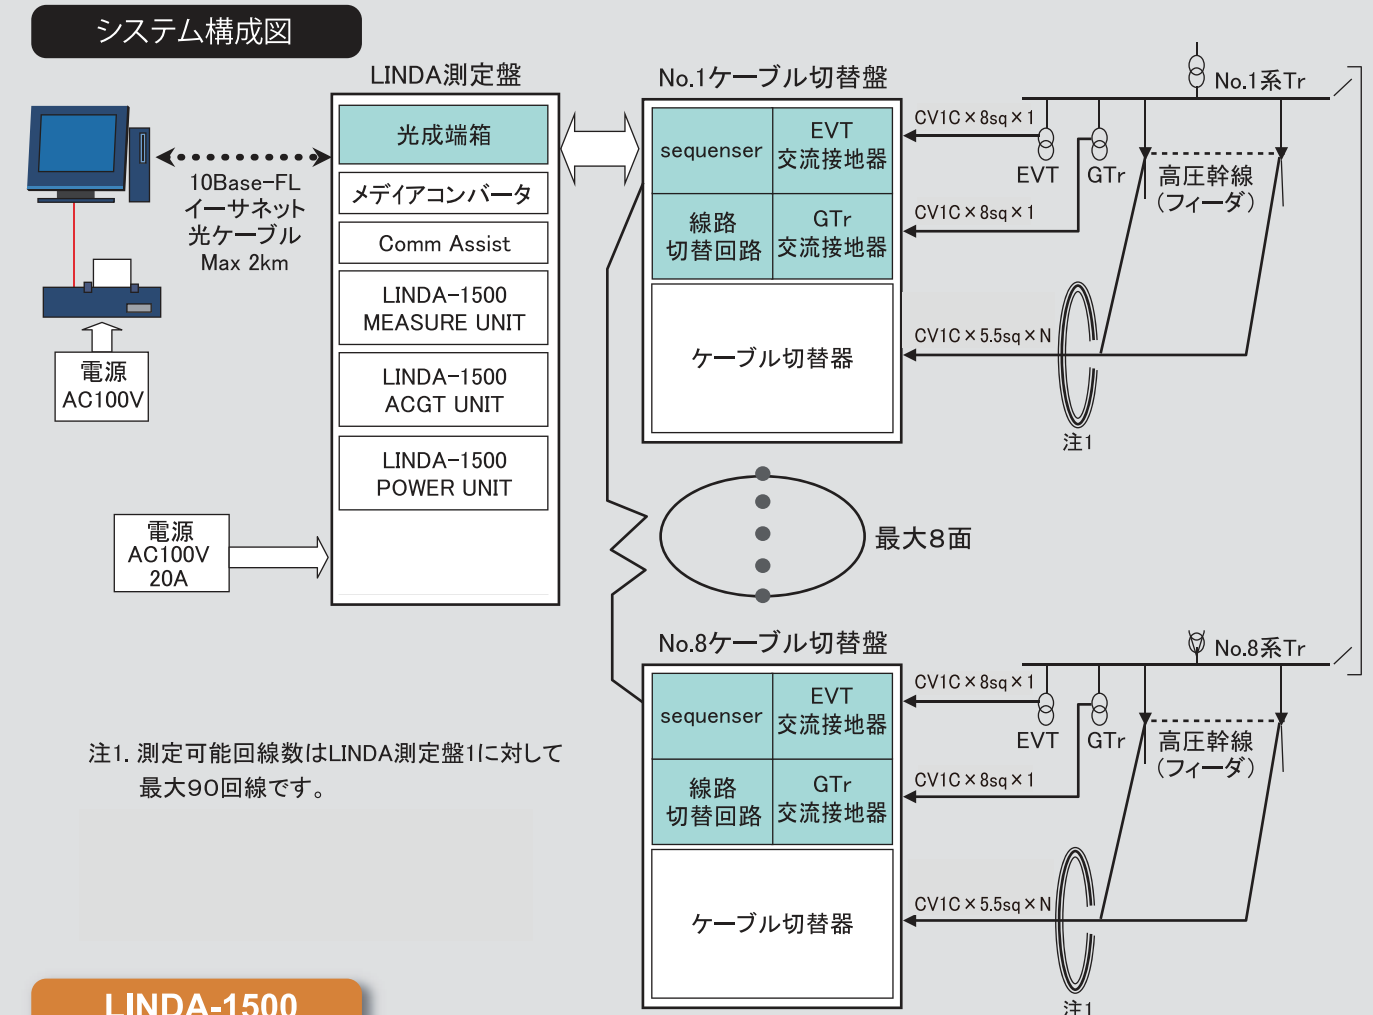 システム構成図
LINDA測定盤
光成端箱
メデイアコンバータ
Comm Assist
LINDA-1500
MEASURE UNIT
LINDA-1500
ACGT UNIT
LINDA-1500
POWER UNIT
10Base-FL
イーサネット
光ケーブル
Max 2km
電源
AC100V
電源
AC100V
20A
No.1ケーブル切替盤
sequenser
EVT
交流接地器
線路
切替回路
GTr
交流接地器
ケーブル切替器
CV1C×8sq×1
CV1C×8sq×1
CV1C×5.5sq×N
No.1系Tr
EVT
GTr
高圧幹線
(フィーダ)
注1
最大8面
No.8ケーブル切替盤
sequenser
EVT
交流接地器
線路
切替回路
GTr
交流接地器
ケーブル切替器
CV1C×8sq×1
CV1C×8sq×1
CV1C×5.5sq×N
No.8系Tr
EVT
GTr
高圧幹線
(フィーダ)
注1
注1. 測定可能回線数はLINDA測定盤1に対して
最大90回線です。
LINDA-1500